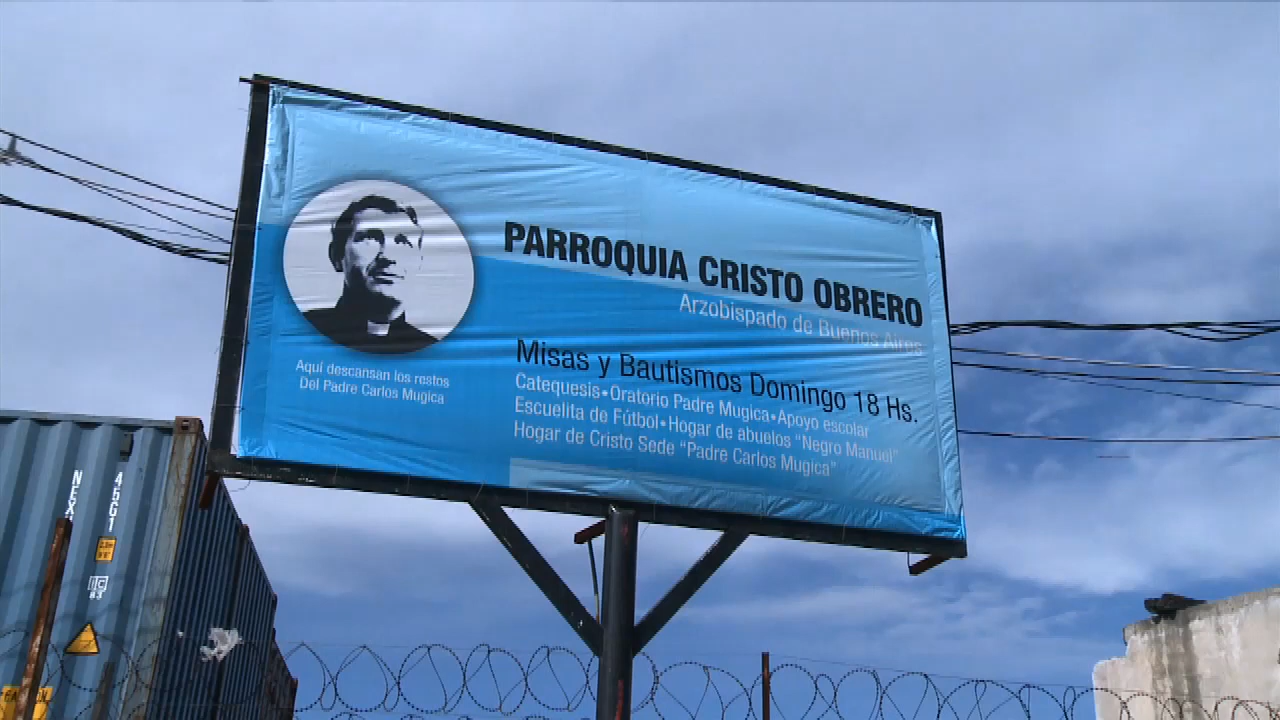 PARROQUIA CRISTO OBRERO
Arzobispado de Buenos Aires
Misas y Bautismos Domingo 18 Hs.
Catequesis•Oratorio Padre Mugica•Apoyo escolar
Escuelita de Fútbol•Hogar de abuelos "Negro Manuel"
Hogar de Cristo Sede "Padre Carlos Mugica"
Aquí descansan los restos
Del Padre Carlos Mugica
45G1